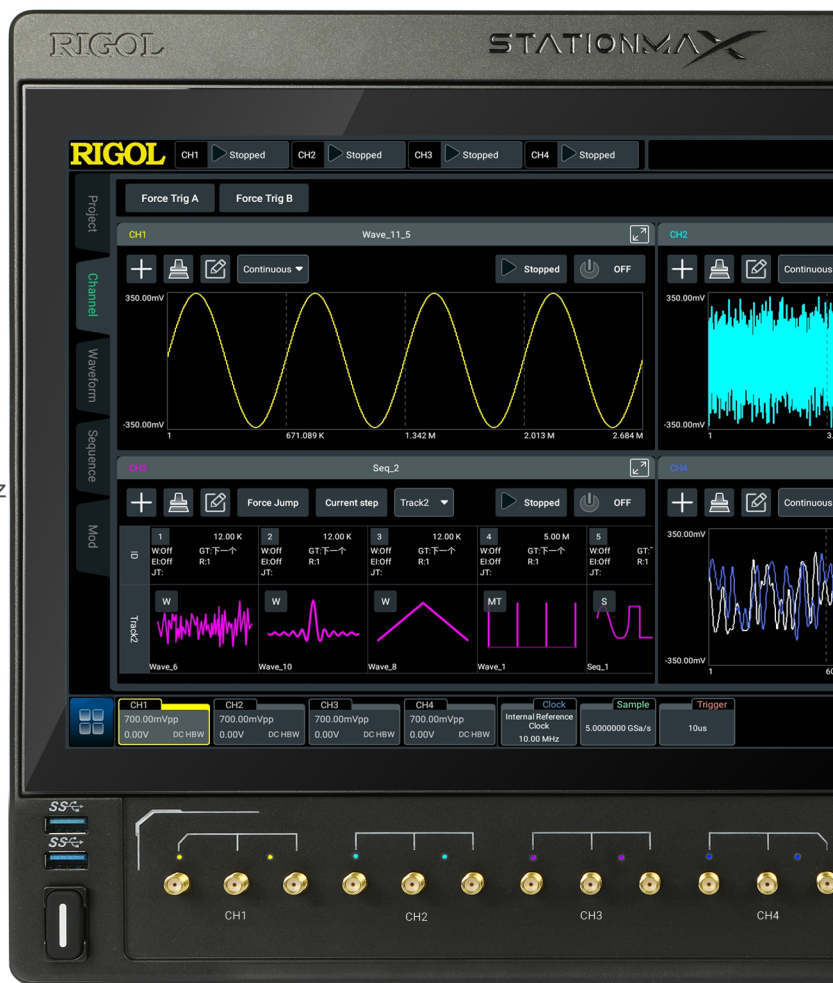 RIGOL
STATIONMAX
RIGOL
CH1 Stopped
CH2 Stopped
CH3 Stopped
CH4 Stopped
Project
Channel
Waveform
Sequence
Mod
Force Trig A
Force Trig B
CH1
Wave_11_5
Continuous
Stopped
OFF
350.00mV
-350.00mV
1
671.089 K
1.342 M
2.013 M
2.684 M
CH2
Continuous
350.00mV
-350.00mV
1
3.
CH3
Seq_2
Force Jump
Current step
Track2
Stopped
OFF
ID
1 12.00 K
W:Off GT:下一个
EI:Off R:1
JT:
2 12.00 K
W:Off GT:下一个
EI:Off R:1
JT:
3 12.00 K
W:Off GT:下一个
EI:Off R:1
JT:
4 5.00 M
W:Off GT:下一个
EI:Off R:1
JT:
5
W:Off GT:
EI:Off R:1
JT:
Track2
W
Wave_6
W
Wave_10
W
Wave_8
MT
Wave_1
S
Seq_1
CH4
Continuous
350.00mV
-350.00mV
1
60
CH1
700.00mVpp
0.00V DC HBW
CH2
700.00mVpp
0.00V DC HBW
CH3
700.00mVpp
0.00V DC HBW
CH4
700.00mVpp
0.00V DC HBW
Clock
Internal Reference
Clock
10.00 MHz
Sample
5.0000000 GSa/s
Trigger
10us
z
SS
SS
CH1
CH2
CH3
CH4